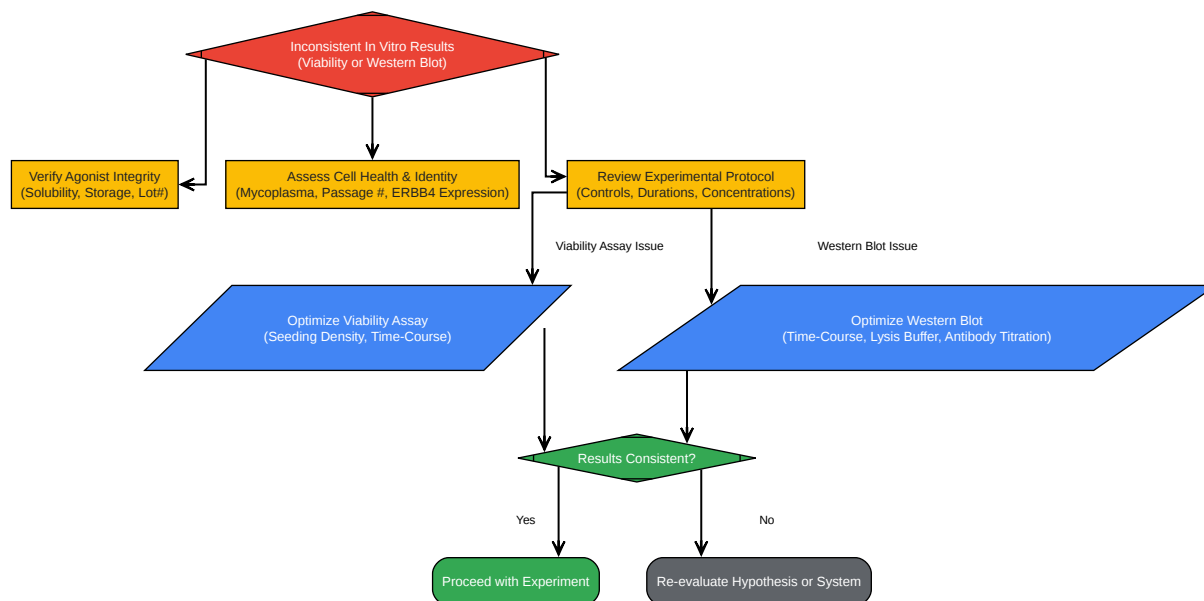 Inconsistent In Vitro Results
(Viability or Western Blot)
Verify Agonist Integrity
(Solubility, Storage, Lot#)
Assess Cell Health & Identity
(Mycoplasma, Passage #, ERBB4 Expression)
Review Experimental Protocol
(Controls, Durations, Concentrations)
Viability Assay Issue
Western Blot Issue
Optimize Viability Assay
(Seeding Density, Time-Course)
Optimize Western Blot
(Time-Course, Lysis Buffer, Antibody Titration)
Results Consistent?
Yes
No
Proceed with Experiment
Re-evaluate Hypothesis or System